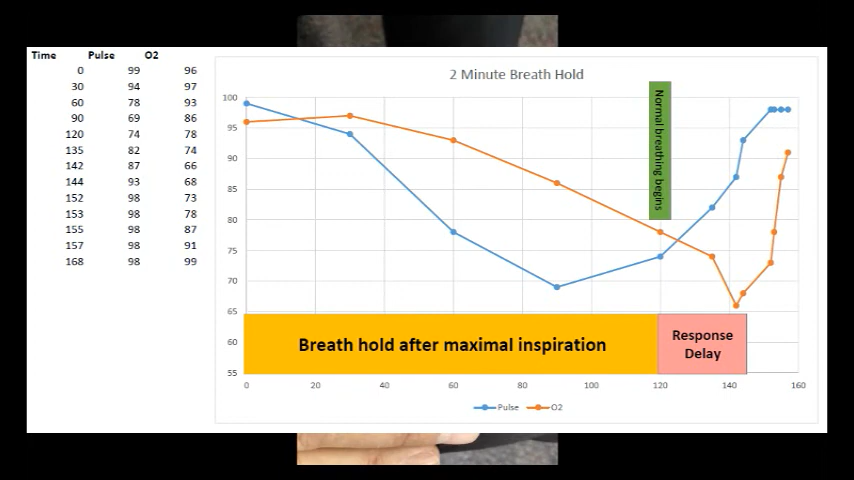 Time Pulse O2
0 99 96
30 94 97
60 78 93
90 69 86
120 74 78
135 82 74
142 87 66
144 93 68
152 98 73
153 98 78
155 98 87
157 98 91
168 98 99
2 Minute Breath Hold
100
95
90
85
80
75
70
65
60
55
Normal breathing begins
Breath hold after maximal inspiration
Response
Delay
0 20 40 60 80 100 120 140 160
Pulse O2